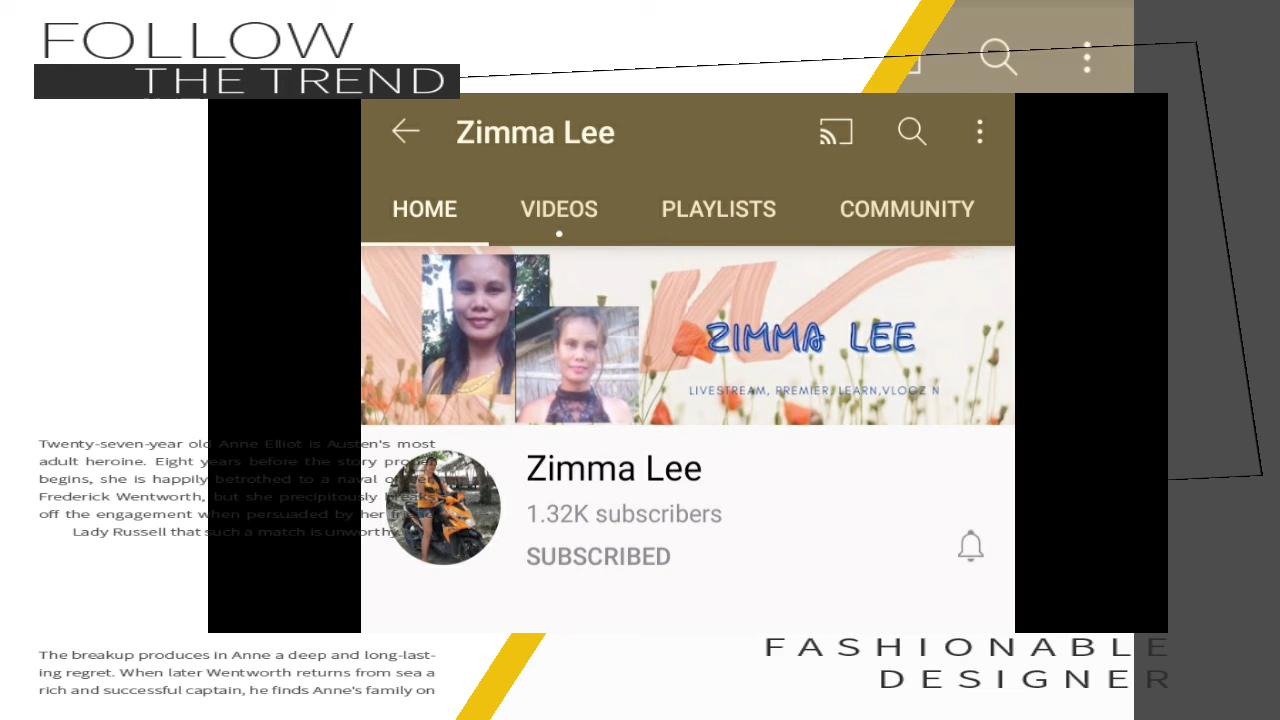 FOLLOW
THE TREND
Zimma Lee
HOME VIDEOS PLAYLISTS COMMUNITY
ZIMMA LEE
LIVESTREAM, PREMIER, LEARN,VLOGZ N
Zimma Lee
1.32K subscribers
SUBSCRIBED
Twenty-seven-year old Anne Elliot is Austen's most
adult heroine. Eight years before the story proper
begins, she is happily betrothed to a naval officer,
Frederick Wentworth, but she precipitously breaks
off the engagement when persuaded by her friend
Lady Russell that such a match is unworthy.
The breakup produces in Anne a deep and long-last-
ing regret. When later Wentworth returns from sea a
rich and successful captain, he finds Anne's family on
FASHIONABLE
DESIGNER